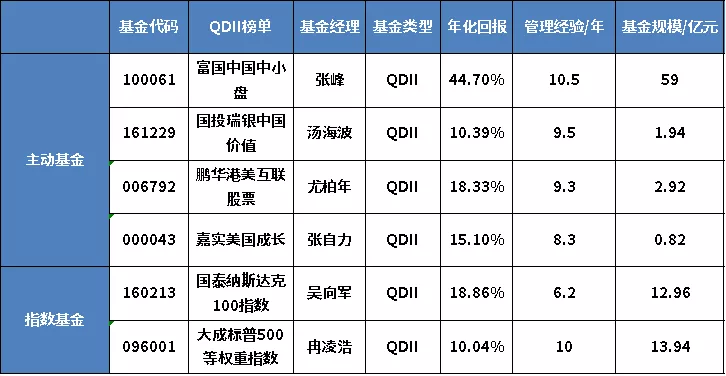 基金代码 QDII榜单 基金经理 基金类型 年化回报 管理经验/年 基金规模/亿元
主动基金
100061 富国中国中小
盘 张峰 QDII 44.70% 10.5 59
161229 国投瑞银中国
价值 汤海波 QDII 10.39% 9.5 1.94
006792 鹏华港美互联
股票 尤柏年 QDII 18.33% 9.3 2.92
000043 嘉实美国成长 张自力 QDII 15.10% 8.3 0.82
指数基金
160213 国泰纳斯达克
100指数 吴向军 QDII 18.86% 6.2 12.96
096001 大成标普500
等权重指数 冉凌浩 QDII 10.04% 10 13.94